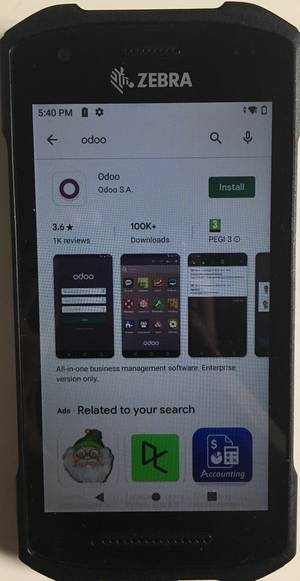 ZEBRA
5:40 PM
odoo
Odoo
Odoo S.A.
Install
3.6★
1K reviews
100K+
Downloads
3
PEGI 3
odoo
odoo
All-in-one business management software. Enterprise
version only.
Ads · Related to your search
DC
$
Accounting